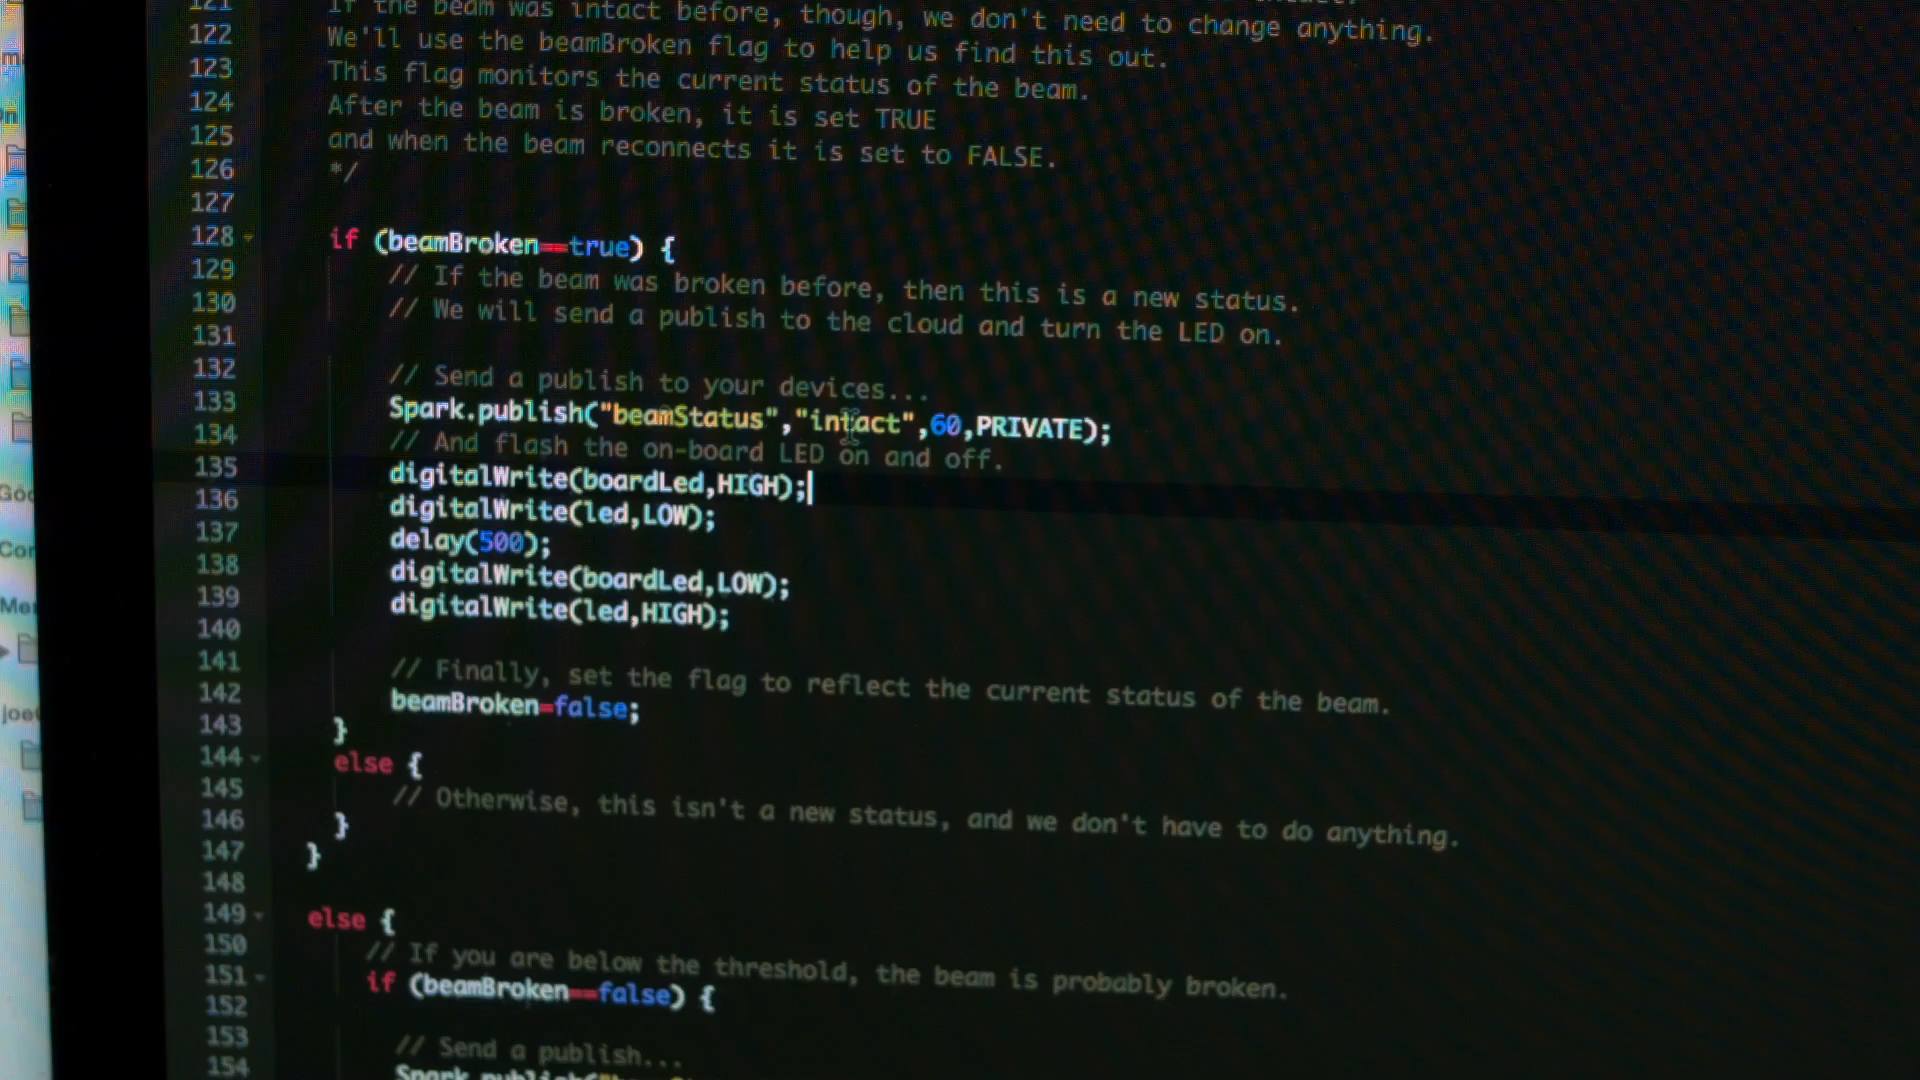 121 If the beam was intact before, though, we don't need to change anything.
122 We'll use the beamBroken flag to help us find this out.
123 This flag monitors the current status of the beam.
124 After the beam is broken, it is set TRUE
125 and when the beam reconnects it is set to FALSE.
126 */
127
128 if (beamBroken==true) {
129 // If the beam was broken before, then this is a new status.
130 // We will send a publish to the cloud and turn the LED on.
131
132 // Send a publish to your devices...
133 Spark.publish("beamStatus","intact",60,PRIVATE);
134 // And flash the on-board LED on and off.
135 digitalWrite(boardLed,HIGH);
136 digitalWrite(led,LOW);
137 delay(500);
138 digitalWrite(boardLed,LOW);
139 digitalWrite(led,HIGH);
140
141 // Finally, set the flag to reflect the current status of the beam.
142 beamBroken=false;
143 }
144 else {
145 // Otherwise, this isn't a new status, and we don't have to do anything.
146 }
147 }
148
149 else {
150 // If you are below the threshold, the beam is probably broken.
151 if (beamBroken==false) {
152
153 // Send a publish...
154 Spark.publish("